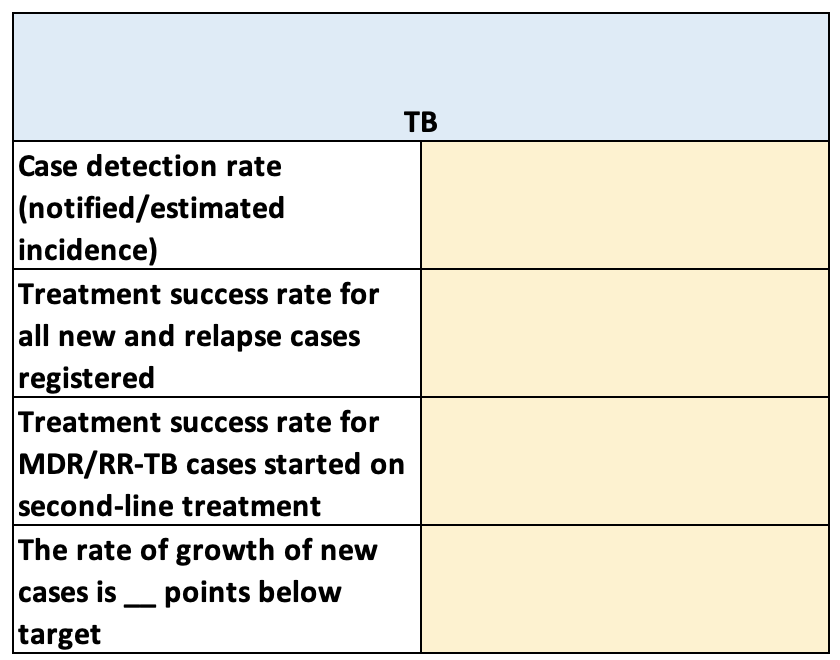 TB
Case detection rate
(notified/estimated
incidence)
Treatment success rate for
all new and relapse cases
registered
Treatment success rate for
MDR/RR-TB cases started on
second-line treatment
The rate of growth of new
cases is __ points below
target